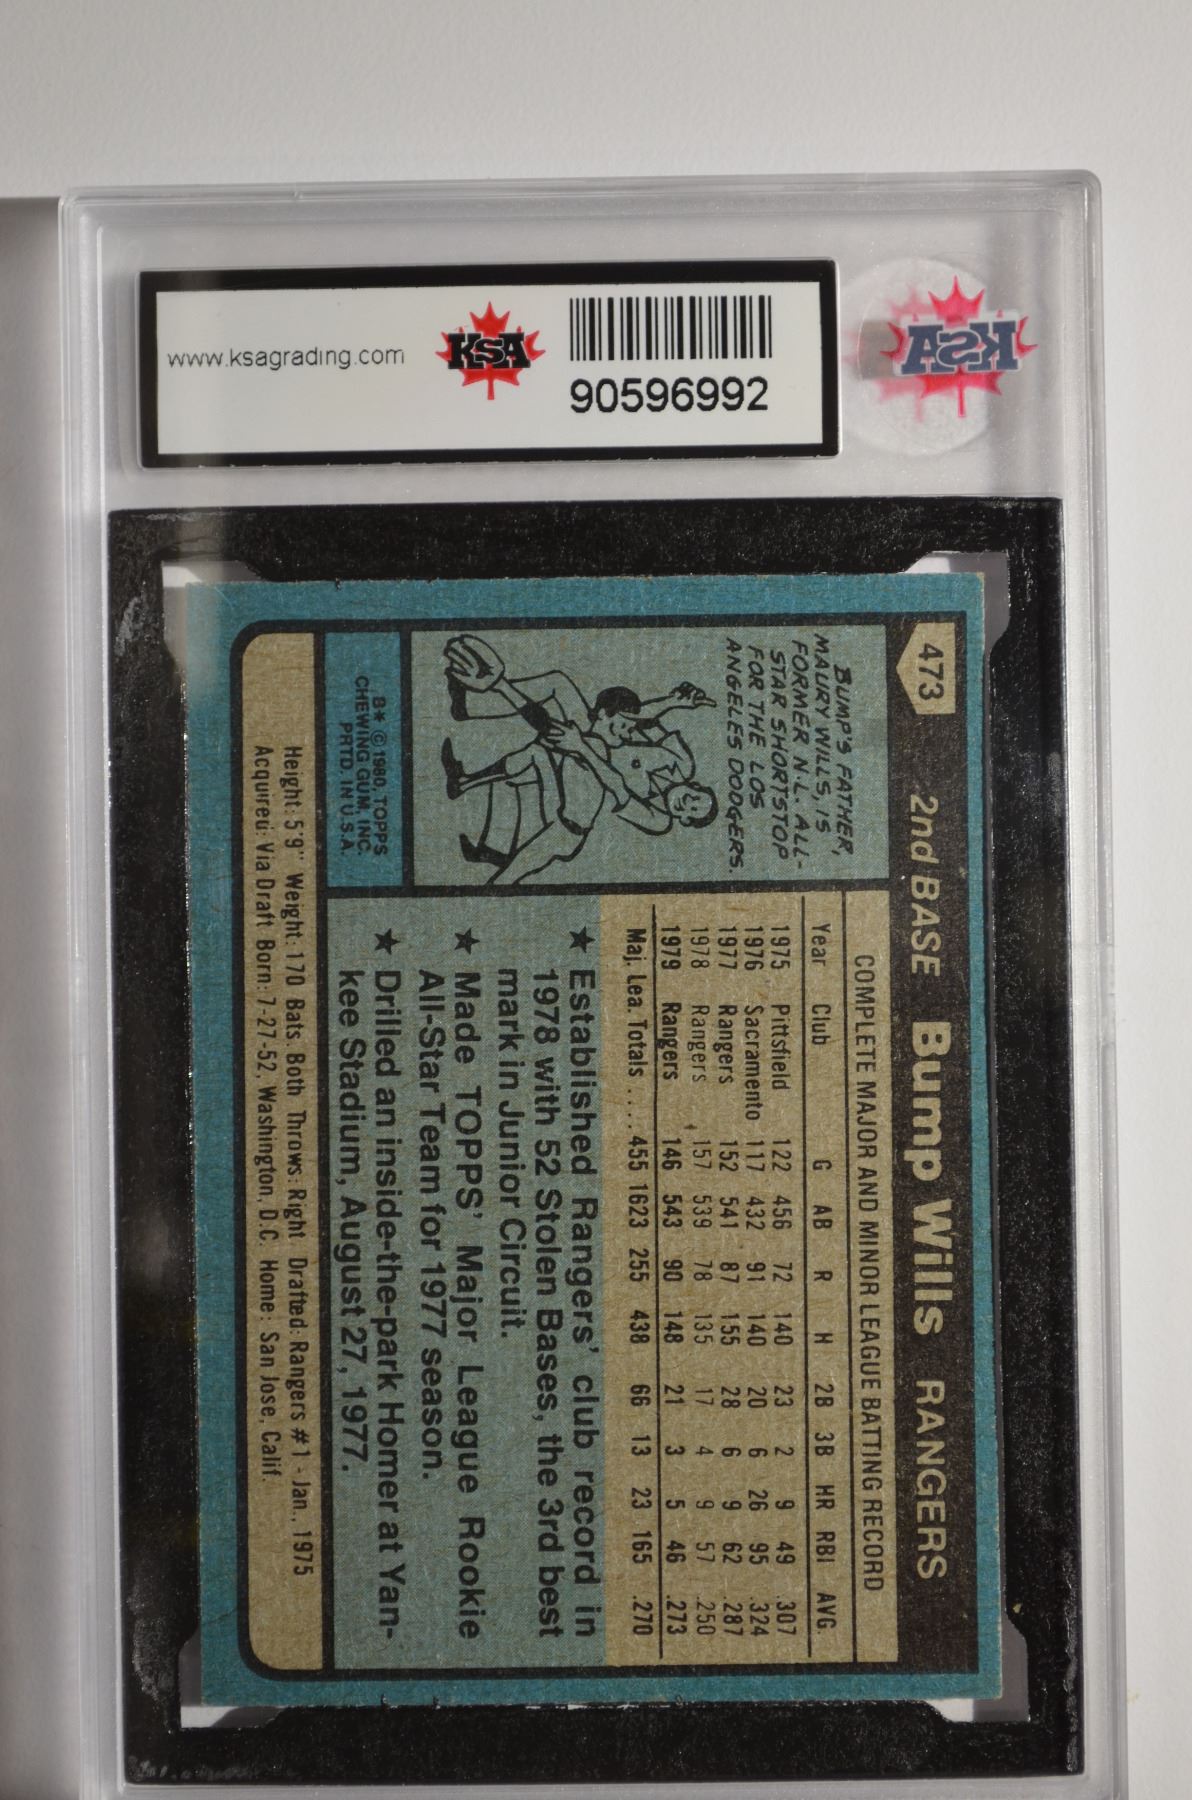 www.ksagrading.com
KSA
90596992
KSA
473
2nd BASE Bump Wills RANGERS
BUMP'S FATHER,
MAURY WILLS, IS
FORMER N.L. ALL-
STAR SHORTSTOP
FOR THE LOS
ANGELES DODGERS.
B* © 1980, TOPPS
CHEWING GUM, INC.
PRTD. IN U.S.A.
COMPLETE MAJOR AND MINOR LEAGUE BATTING RECORD
Year Club G AB R H 2B 3B HR RBI AVG.
1975 Pittsfield 122 456 72 140 23 2 9 49 .307
1976 Sacramento 117 432 91 140 20 6 26 95 .324
1977 Rangers 152 541 87 155 28 6 9 62 .287
1978 Rangers 157 539 78 135 17 4 9 57 .250
1979 Rangers 146 543 90 148 21 3 5 46 .273
Maj. Lea. Totals .... 455 1623 255 438 66 13 23 165 .270
★ Established Rangers' club record in
1978 with 52 Stolen Bases, the 3rd best
mark in Junior Circuit.
★ Made TOPPS' Major League Rookie
All-Star Team for 1977 season.
★ Drilled an inside-the-park Homer at Yan-
kee Stadium, August 27, 1977.
Height: 5'9" Weight: 170 Bats: Both Throws: Right Drafted: Rangers #1 - Jan., 1975
Acquired: Via Draft Born: 7-27-52, Washington, D.C. Home: San Jose, Calif.